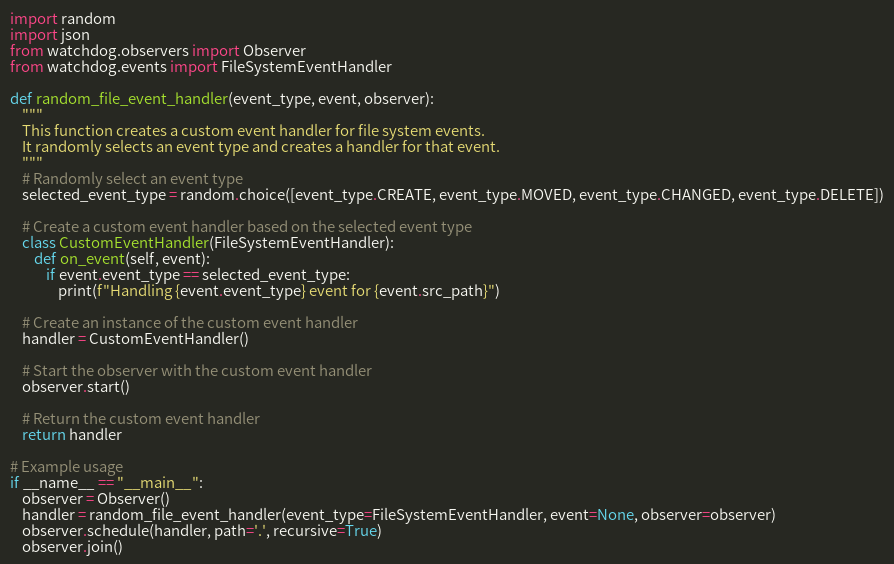 import random
import json
from watchdog.observers import Observer
from watchdog.events import FileSystemEventHandler

def random_file_event_handler(event_type, event, observer):
    """
    This function creates a custom event handler for file system events.
    It randomly selects an event type and creates a handler for that event.
    """
    # Randomly select an event type
    selected_event_type = random.choice([event_type.CREATE, event_type.MOVED, event_type.CHANGED, event_type.DELETE])

    # Create a custom event handler based on the selected event type
    class CustomEventHandler(FileSystemEventHandler):
        def on_event(self, event):
            if event.event_type == selected_event_type:
                print(f"Handling {event.event_type} event for {event.src_path}")

    # Create an instance of the custom event handler
    handler = CustomEventHandler()

    # Start the observer with the custom event handler
    observer.start()

    # Return the custom event handler
    return handler

# Example usage
if __name__ == "__main__":
    observer = Observer()
    handler = random_file_event_handler(event_type=FileSystemEventHandler, event=None, observer=observer)
    observer.schedule(handler, path='.', recursive=True)
    observer.join()